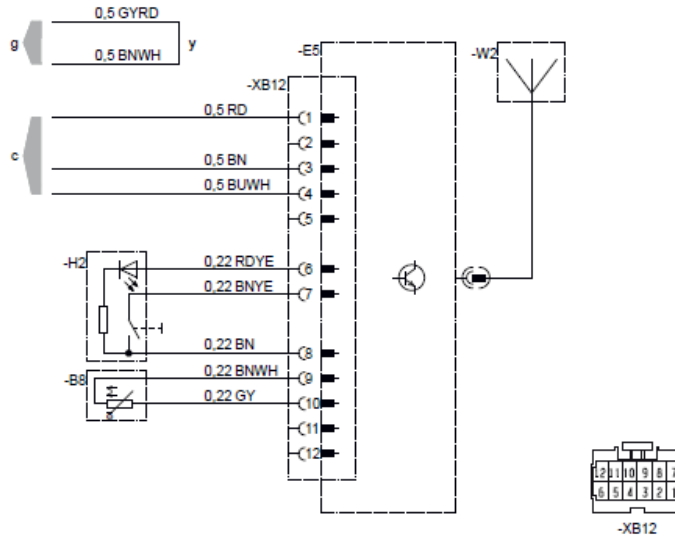 0,5 GYRD
g
y
0,5 BNWH
-E5
-W2
-XB12
0,5 RD
1
2
c
0,5 BN
3
0,5 BUWH
4
5
-H2
0,22 RDYE
6
0,22 BNYE
7
0,22 BN
8
-B8
0,22 BNWH
9
0,22 GY
10
11
12
12 11 10 9 8 7
6 5 4 3 2 1
-XB12